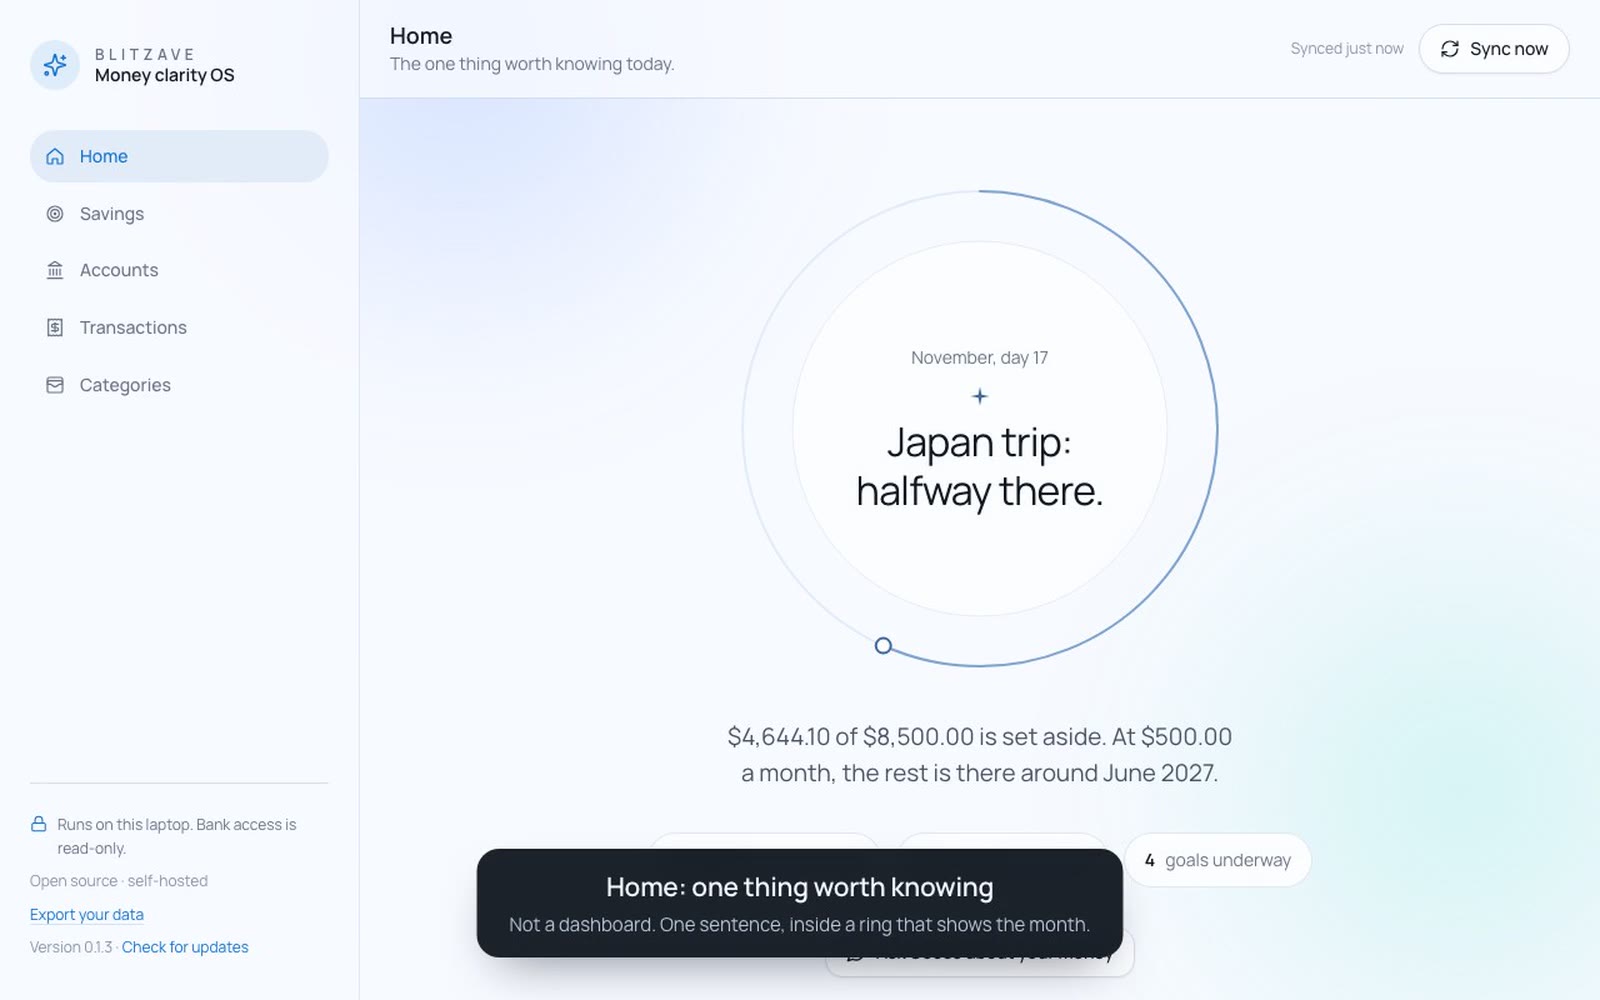 BLITZAVE
Money clarity OS
Home
Savings
Accounts
Transactions
Categories
Runs on this laptop. Bank access is
read-only.
Open source · self-hosted
Export your data
Version 0.1.3 · Check for updates
Home
The one thing worth knowing today.
Synced just now
Sync now
November, day 17
Japan trip:
halfway there.
$4,644.10 of $8,500.00 is set aside. At $500.00
a month, the rest is there around June 2027.
4 goals underway
Home: one thing worth knowing
Not a dashboard. One sentence, inside a ring that shows the month.
about your money